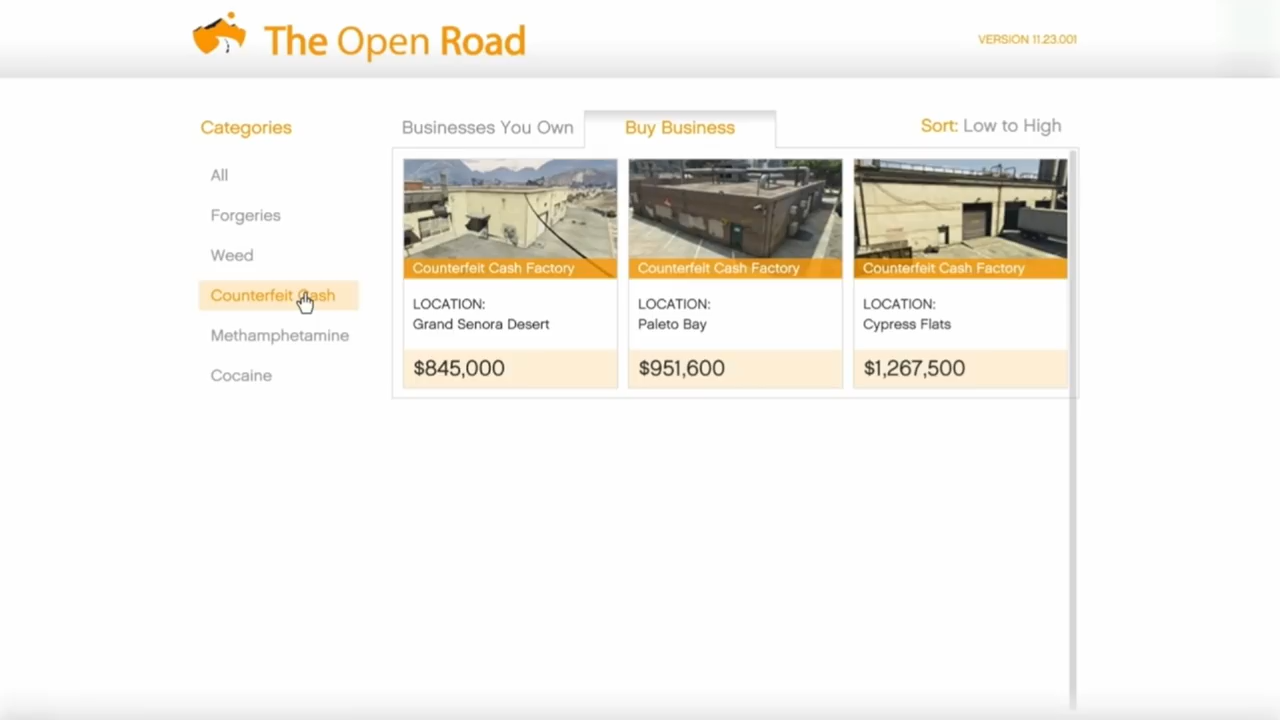 The Open Road
VERSION 11.23.001
Categories
All
Forgeries
Weed
Counterfeit Cash
Methamphetamine
Cocaine
Businesses You Own
Buy Business
Sort: Low to High
Counterfeit Cash Factory
LOCATION:
Grand Senora Desert
$845,000
Counterfeit Cash Factory
LOCATION:
Paleto Bay
$951,600
Counterfeit Cash Factory
LOCATION:
Cypress Flats
$1,267,500